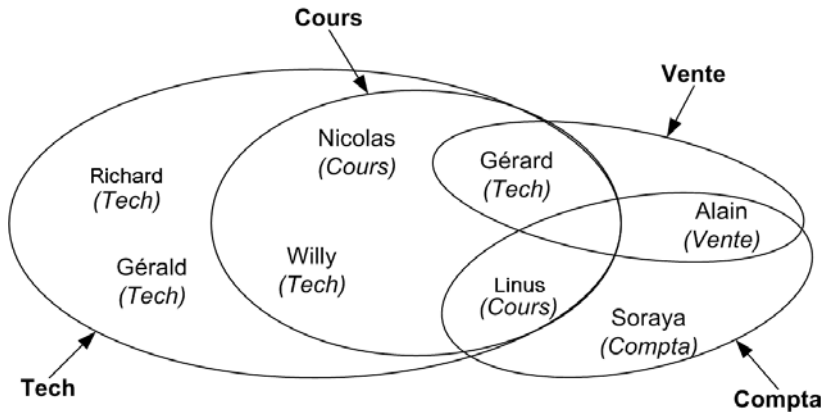 Cours
Vente
Nicolas
(Cours)
Gérard
(Tech)
Richard
(Tech)
Alain
(Vente)
Gérald
(Tech)
Willy
(Tech)
Linus
(Cours)
Soraya
(Compta)
Tech
Compta